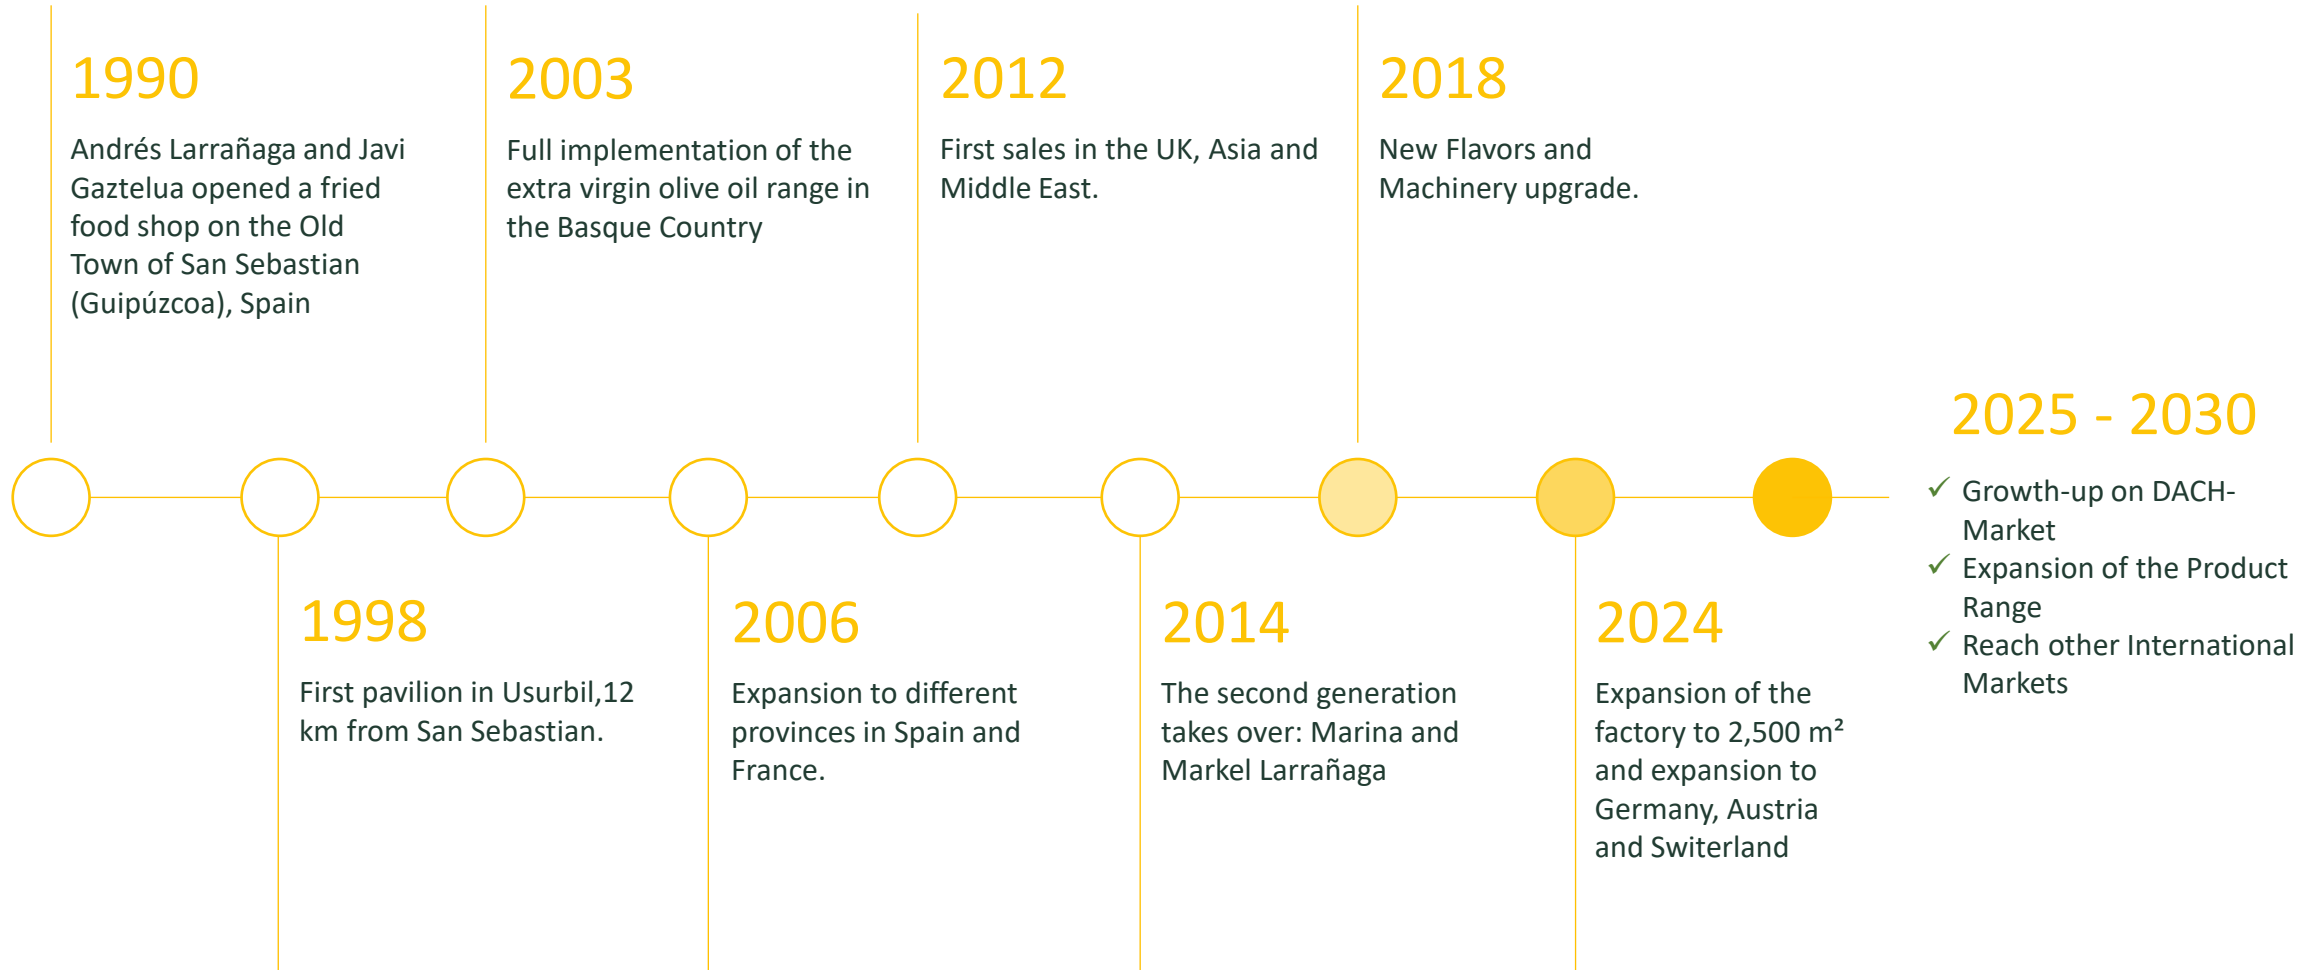 1990
Andrés Larrañaga and Javi
Gaztelua opened a fried
food shop on the Old
Town of San Sebastian
(Guipúzcoa), Spain
1998
First pavilion in Usurbil,12
km from San Sebastian.
2003
Full implementation of the
extra virgin olive oil range in
the Basque Country
2006
Expansion to different
provinces in Spain and
France.
2012
First sales in the UK, Asia and
Middle East.
2014
The second generation
takes over: Marina and
Markel Larrañaga
2018
New Flavors and
Machinery upgrade.
2024
Expansion of the
factory to 2,500 m²
and expansion to
Germany, Austria
and Switerland
2025 - 2030
✓ Growth-up on DACH-
Market
✓ Expansion of the Product
Range
✓ Reach other International
Markets